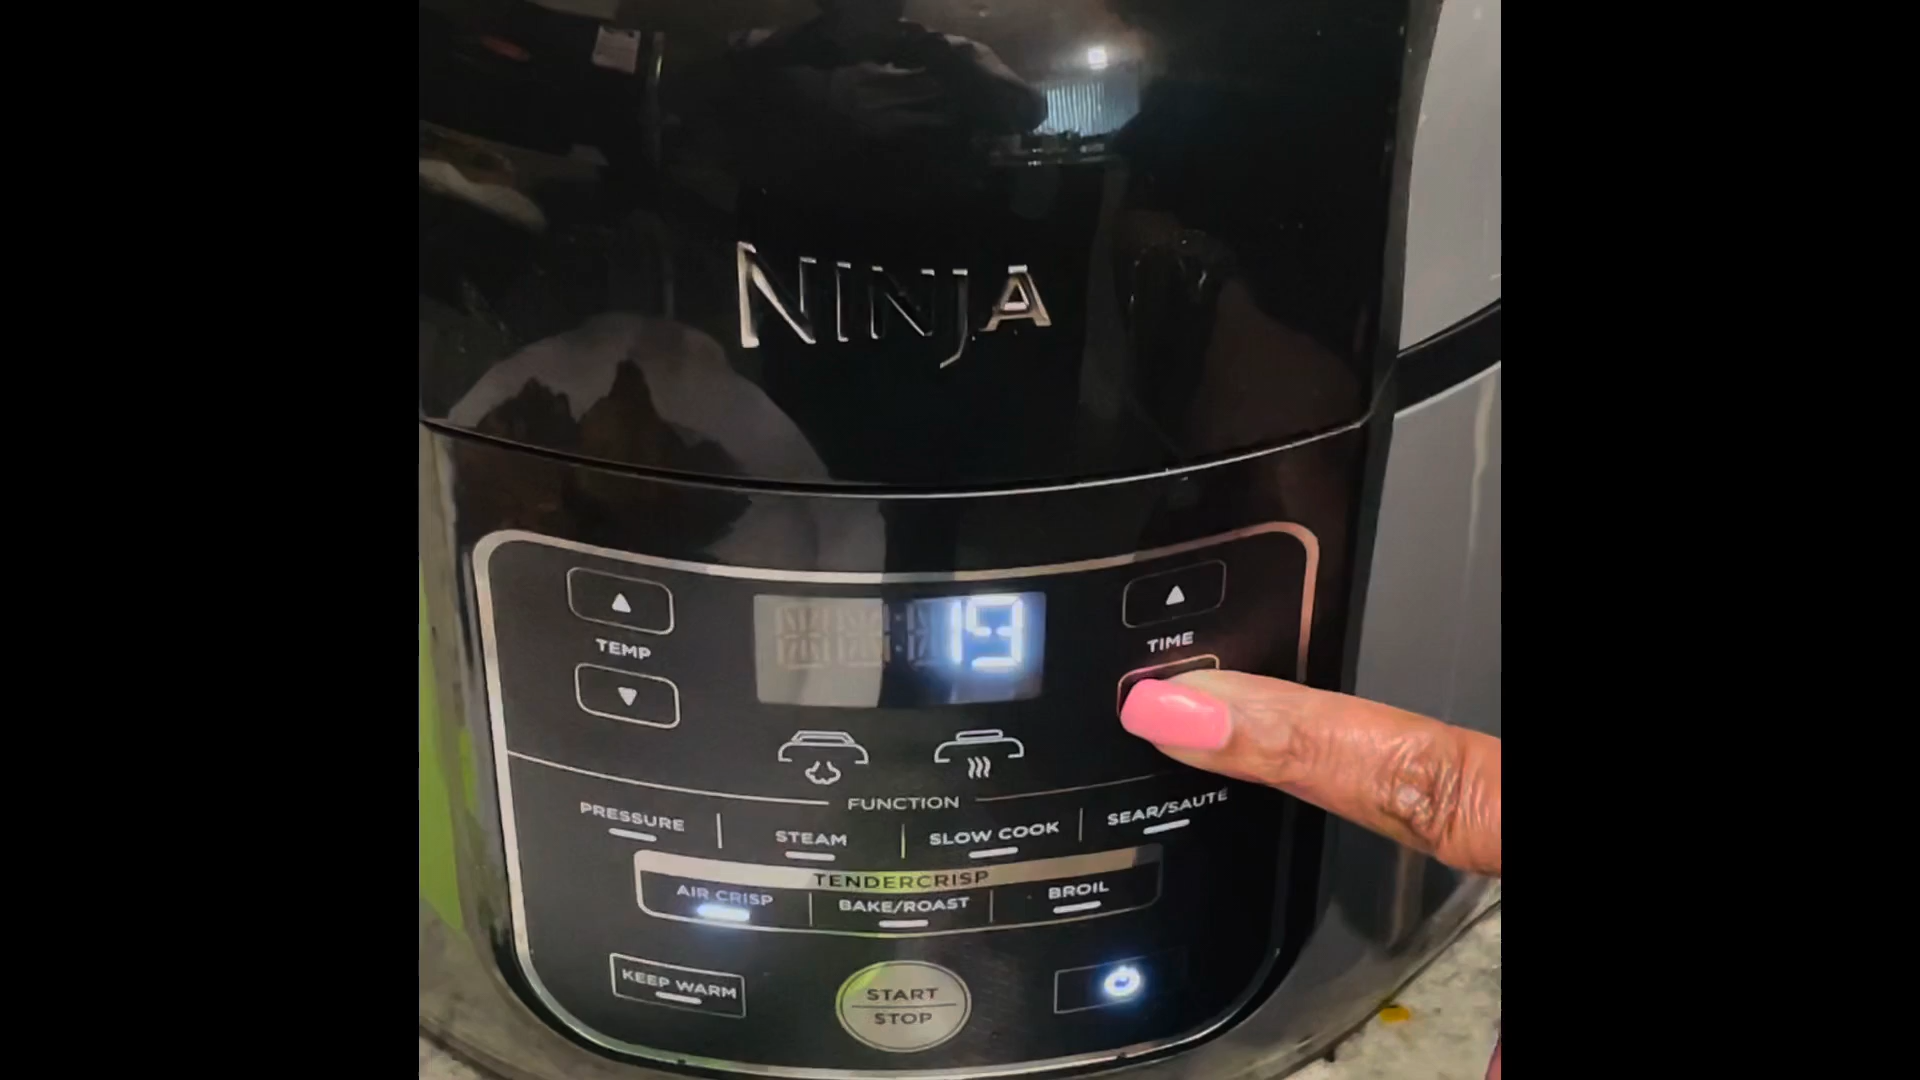 NINJA
19
TEMP
TIME
FUNCTION
PRESSURE
STEAM
SLOW COOK
SEAR/SAUTÉ
TENDERCRISP
AIR CRISP
BAKE/ROAST
BROIL
KEEP WARM
START
STOP